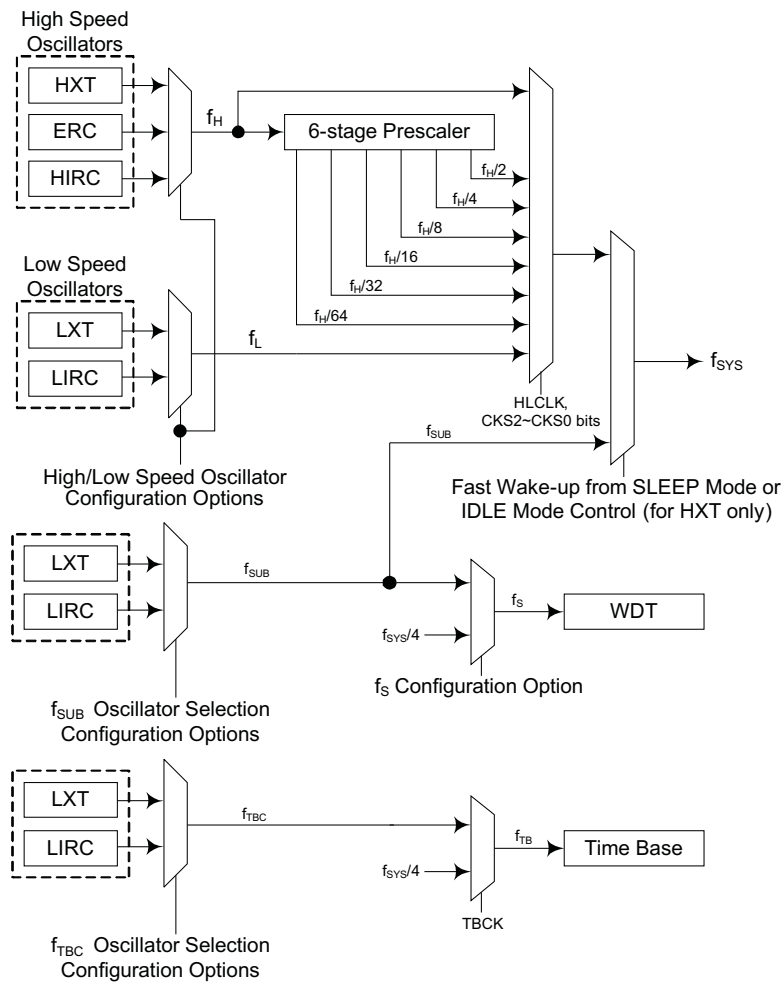 High Speed
Oscillators
HXT
ERC
HIRC
fH
6-stage Prescaler
fH/2
fH/4
fH/8
fH/16
fH/32
fH/64
Low Speed
Oscillators
LXT
LIRC
fL
HLCLK,
CKS2~CKS0 bits
fSYS
fSUB
High/Low Speed Oscillator
Configuration Options
Fast Wake-up from SLEEP Mode or
IDLE Mode Control (for HXT only)
LXT
LIRC
fSUB
fSYS/4
fS
WDT
fS Configuration Option
fSUB Oscillator Selection
Configuration Options
LXT
LIRC
fTBC
fSYS/4
fTB
Time Base
TBCK
fTBC Oscillator Selection
Configuration Options